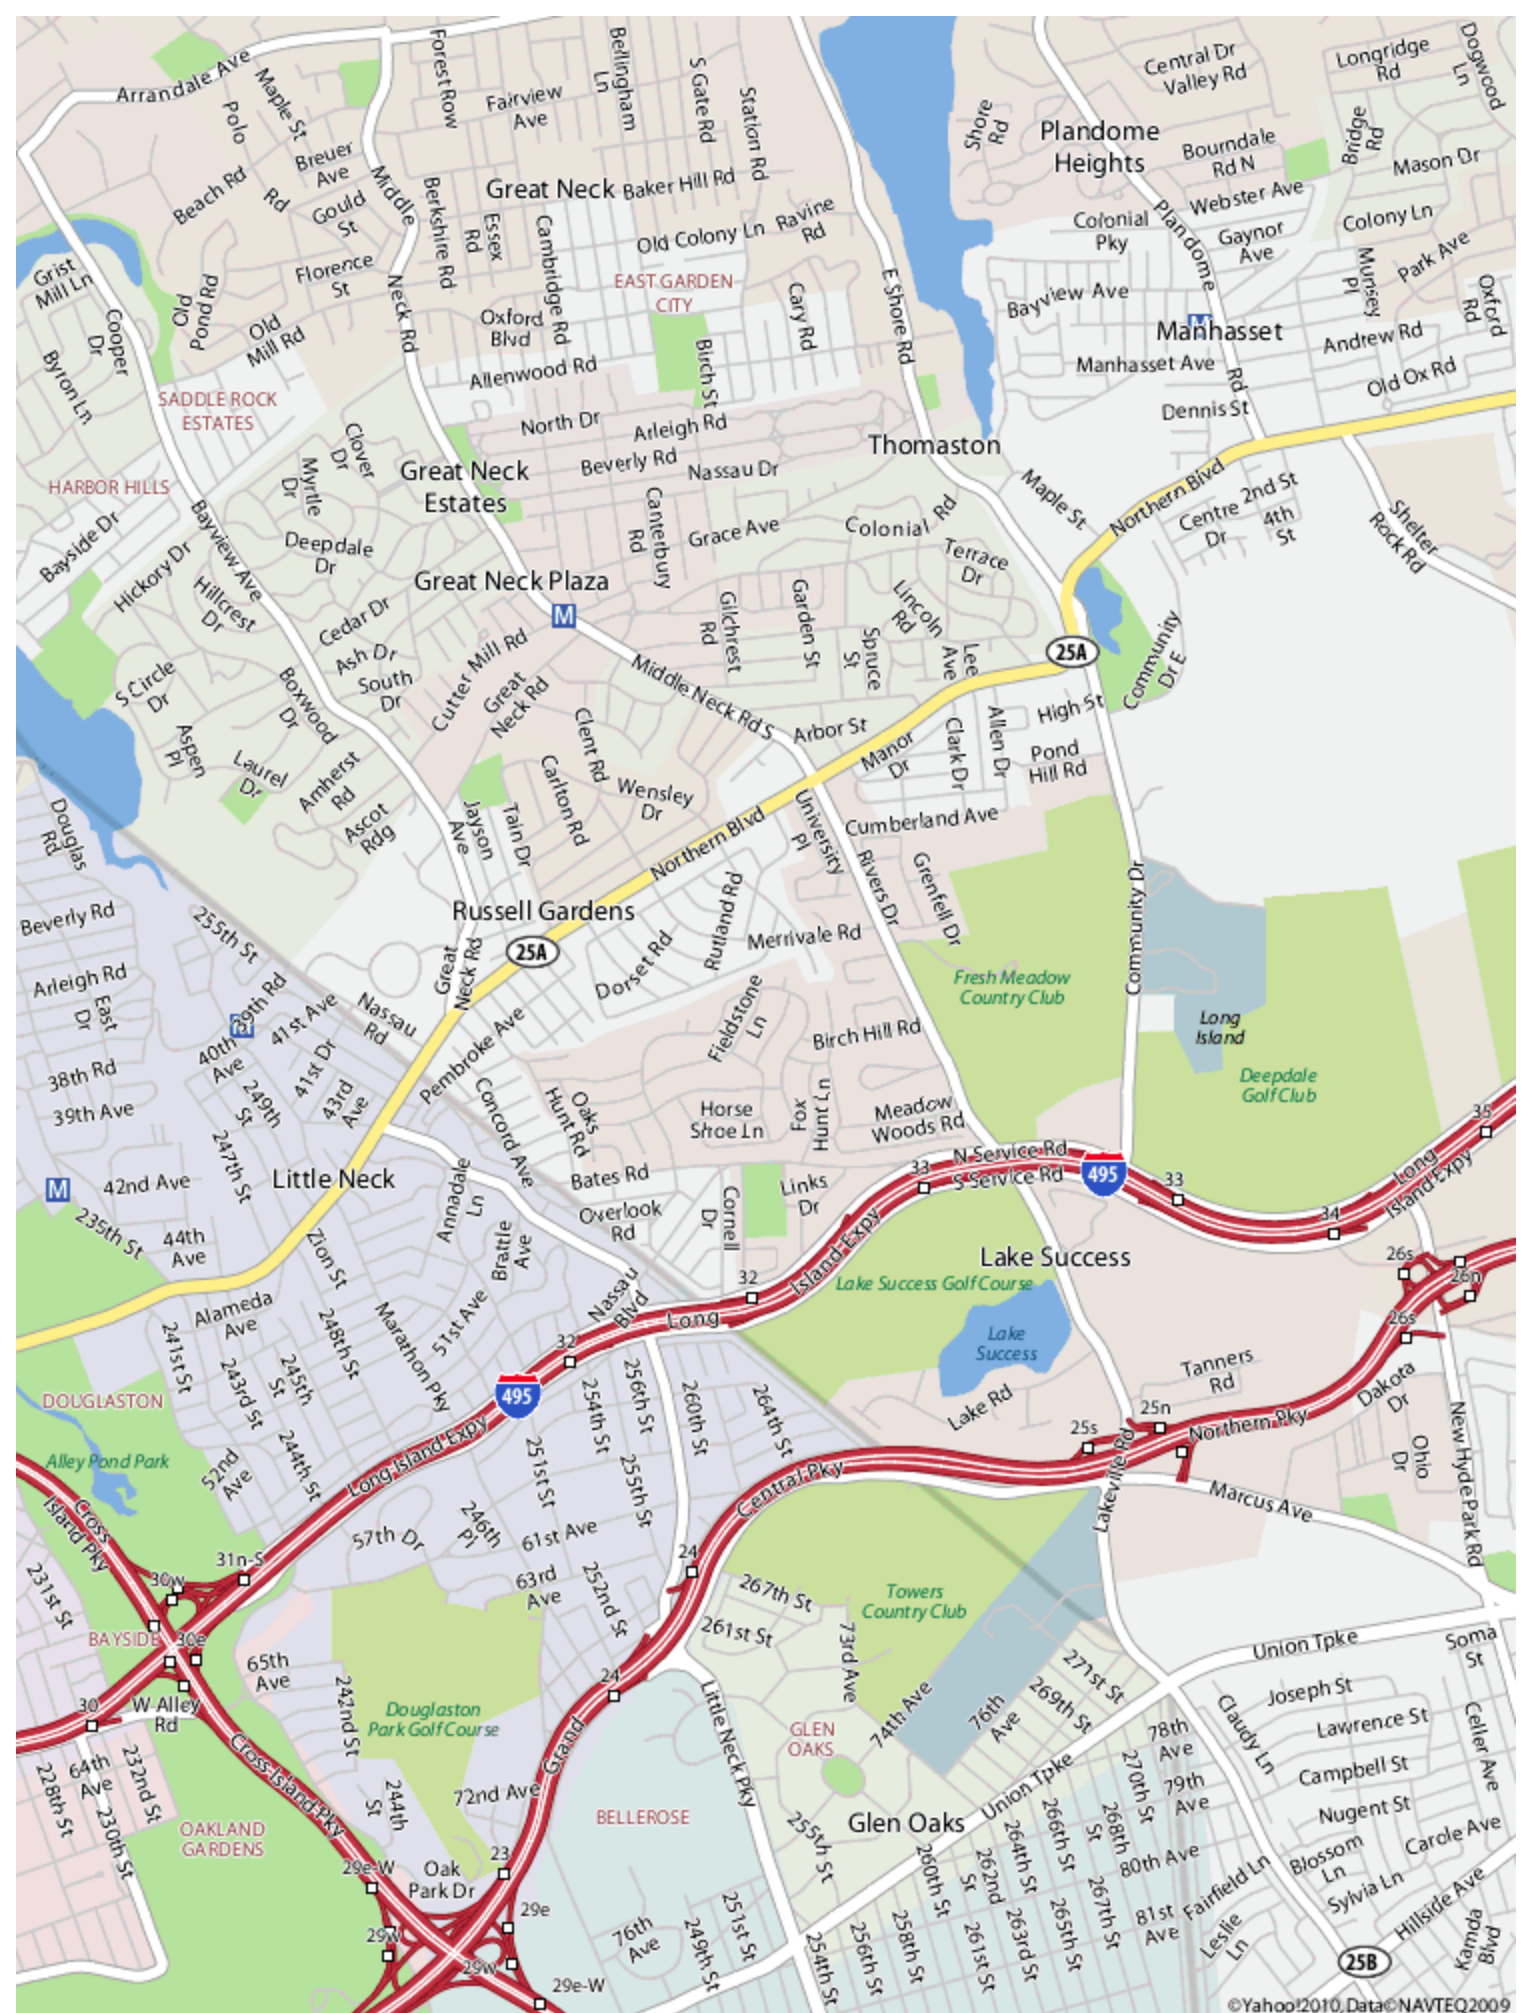 Arrandale Ave
Maple St
Polo
Rd
Forest Row
Fairview
Ave
Bellingham
Ln
S Gate Rd
Station Rd
Shore
Rd
Central Dr
Valley Rd
Longridge
Rd
Dogwood
Ln
Plandome
Heights
Bourndale
Rd N
Bridge
Rd
Mason Dr
Breuer
Ave
Beach Rd
Gould
St
Middle
Neck Rd
Berkshire Rd
Great Neck
Baker Hill Rd
Essex
Rd
Cambridge Rd
Old Colony Ln
Ravine
Rd
Colonial
Pky
Plandome
Rd
Webster Ave
Gaynor
Ave
Colony Ln
Munsey
Pl
Park Ave
Oxford
Rd
Grist
Mill Ln
Cooper
Dr
Old
Pond Rd
Florence
St
Old
Mill Rd
Oxford
Blvd
EAST GARDEN
CITY
Cary Rd
E Shore Rd
Bayview Ave
M
Manhasset
Andrew Rd
Manhasset Ave
Old Ox Rd
Byron Ln
Allenwood Rd
Birch St
Dennis St
SADDLE ROCK
ESTATES
North Dr
Arleigh Rd
Beverly Rd
Nassau Dr
Thomaston
Clover
Dr
Myrtle
Dr
Great Neck
Estates
HARBOR HILLS
Maple St
Northern Blvd
Centre
Dr
2nd St
4th
St
Shelter
Rock Rd
Bayside Dr
Bayview Ave
Deepdale
Dr
Canterbury
Rd
Grace Ave
Colonial Rd
Terrace
Dr
Hickory Dr
Hillcrest
Dr
Cedar Dr
Great Neck Plaza
M
Gilchrest
Rd
Garden St
Lincoln
Rd
Spruce
St
Lee
Ave
25A
Community
Dr E
Ash Dr
South
Dr
Cutter Mill Rd
Great
Neck Rd
Middle Neck Rd S
S Circle
Dr
Boxwood
Dr
Arbor St
Manor
Dr
Clark Dr
Allen Dr
High St
Pond
Hill Rd
Aspen
Pl
Laurel
Dr
Amherst
Rd
Ascot
Rdg
Clent Rd
Carlton Rd
Wensley
Dr
Jayson
Ave
Tain Dr
Northern Blvd
University
Pl
Cumberland Ave
Rivers Dr
Grenfell Dr
Community Dr
Douglas
Rd
Beverly Rd
255th St
Russell Gardens
25A
Rutland Rd
Dorset Rd
Merrivale Rd
Great
Neck Rd
Arleigh Rd
East
Dr
39th Rd
M
40th
Ave
41st Ave
Nassau
Rd
Pembroke Ave
Fieldstone
Ln
Birch Hill Rd
Fresh Meadow
Country Club
Long
Island
Deepdale
Golf Club
38th Rd
39th Ave
249th
St
41st Dr
43rd
Ave
Concord Ave
Oaks
Hunt Rd
Horse
Shoe Ln
Fox
Hunt Ln
Meadow
Woods Rd
247th St
Little Neck
42nd Ave
M
235th St
44th
Ave
Zion St
Annadale
Ln
Brattle
Ave
Bates Rd
Overlook
Rd
Cornell
Dr
Links
Dr
33
N Service Rd
S Service Rd
495
33
34
35
Long
Island Expy
Lake Success
Lake Success Golf Course
Lake
Success
26s
26n
26s
32
Long
Island Expy
Nassau
Blvd
32
Alameda
Ave
241st St
243rd St
245th
St
248th St
Marathon Pky
51st Ave
495
DOUGLASTON
Alley Pond Park
52nd
Ave
244th St
Long Island Expy
254th St
256th St
260th St
264th St
251st St
255th St
Lake Rd
Tanners
Rd
Dakota
Dr
25s
25n
Northern Pky
Ohio
Dr
New Hyde Park Rd
Central Pky
Lakeville Rd
Marcus Ave
Cross
Island Pky
57th Dr
246th
Pl
61st Ave
63rd
Ave
252nd St
31n-S
30w
24
267th St
261st St
Towers
Country Club
73rd Ave
231st St
BAYSIDE
30e
65th
Ave
30
W Alley
Rd
242nd St
Douglaston
Park Golf Course
24
Little Neck Pky
GLEN
OAKS
74th Ave
76th
Ave
271st St
269th St
Union Tpke
Soma
St
Joseph St
Claudy Ln
Lawrence St
Celler Ave
Campbell St
Nugent St
64th
Ave
228th St
232nd St
230th St
Cross Island Pky
244th
St
72nd Ave
Grand
BELLEROSE
OAKLAND
GARDENS
255th St
Glen Oaks
Union Tpke
78th
Ave
270th St
79th
Ave
268th
St
266th St
264th St
262nd
St
260th St
80th Ave
267th St
Blossom
Ln
Carole Ave
Sylvia Ln
Hillside Ave
Fairfield Ln
29e-W
Oak
Park Dr
23
29e
29w
29w
29e-W
76th
Ave
249th St
251st St
254th St
256th St
258th St
261st St
263rd St
265th St
81st
Ave
Leslie
Ln
25B
Kamda
Blvd
©Yahoo!2010, Data©NAVTEQ2009